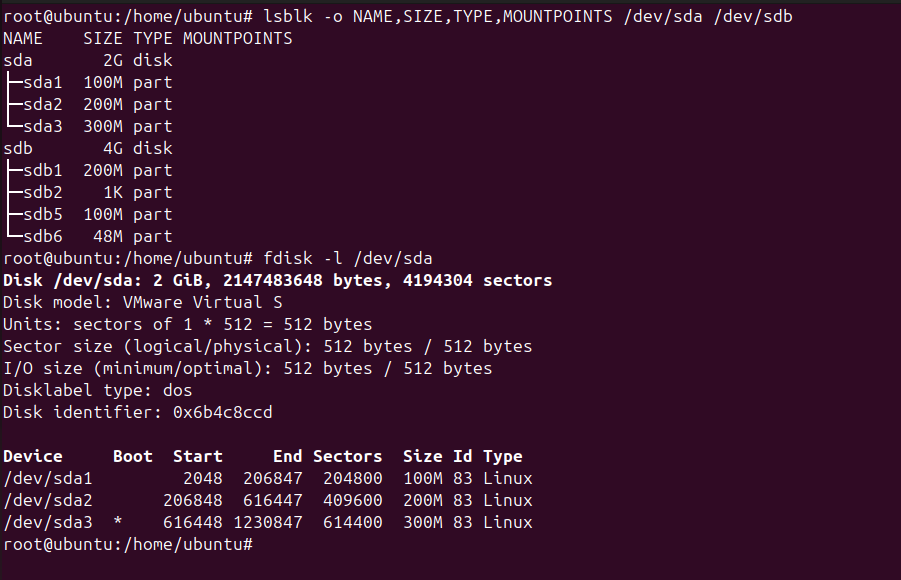 root@ubuntu:/home/ubuntu# lsblk -o NAME,SIZE,TYPE,MOUNTPOINTS /dev/sda /dev/sdb
NAME    SIZE TYPE MOUNTPOINTS
sda       2G disk
├─sda1  100M part
├─sda2  200M part
└─sda3  300M part
sdb       4G disk
├─sdb1  200M part
├─sdb2    1K part
├─sdb5  100M part
└─sdb6   48M part
root@ubuntu:/home/ubuntu# fdisk -l /dev/sda
Disk /dev/sda: 2 GiB, 2147483648 bytes, 4194304 sectors
Disk model: VMware Virtual S
Units: sectors of 1 * 512 = 512 bytes
Sector size (logical/physical): 512 bytes / 512 bytes
I/O size (minimum/optimal): 512 bytes / 512 bytes
Disklabel type: dos
Disk identifier: 0x6b4c8ccd

Device     Boot  Start     End Sectors  Size Id Type
/dev/sda1         2048  206847  204800  100M 83 Linux
/dev/sda2       206848  616447  409600  200M 83 Linux
/dev/sda3  *    616448 1230847  614400  300M 83 Linux
root@ubuntu:/home/ubuntu#